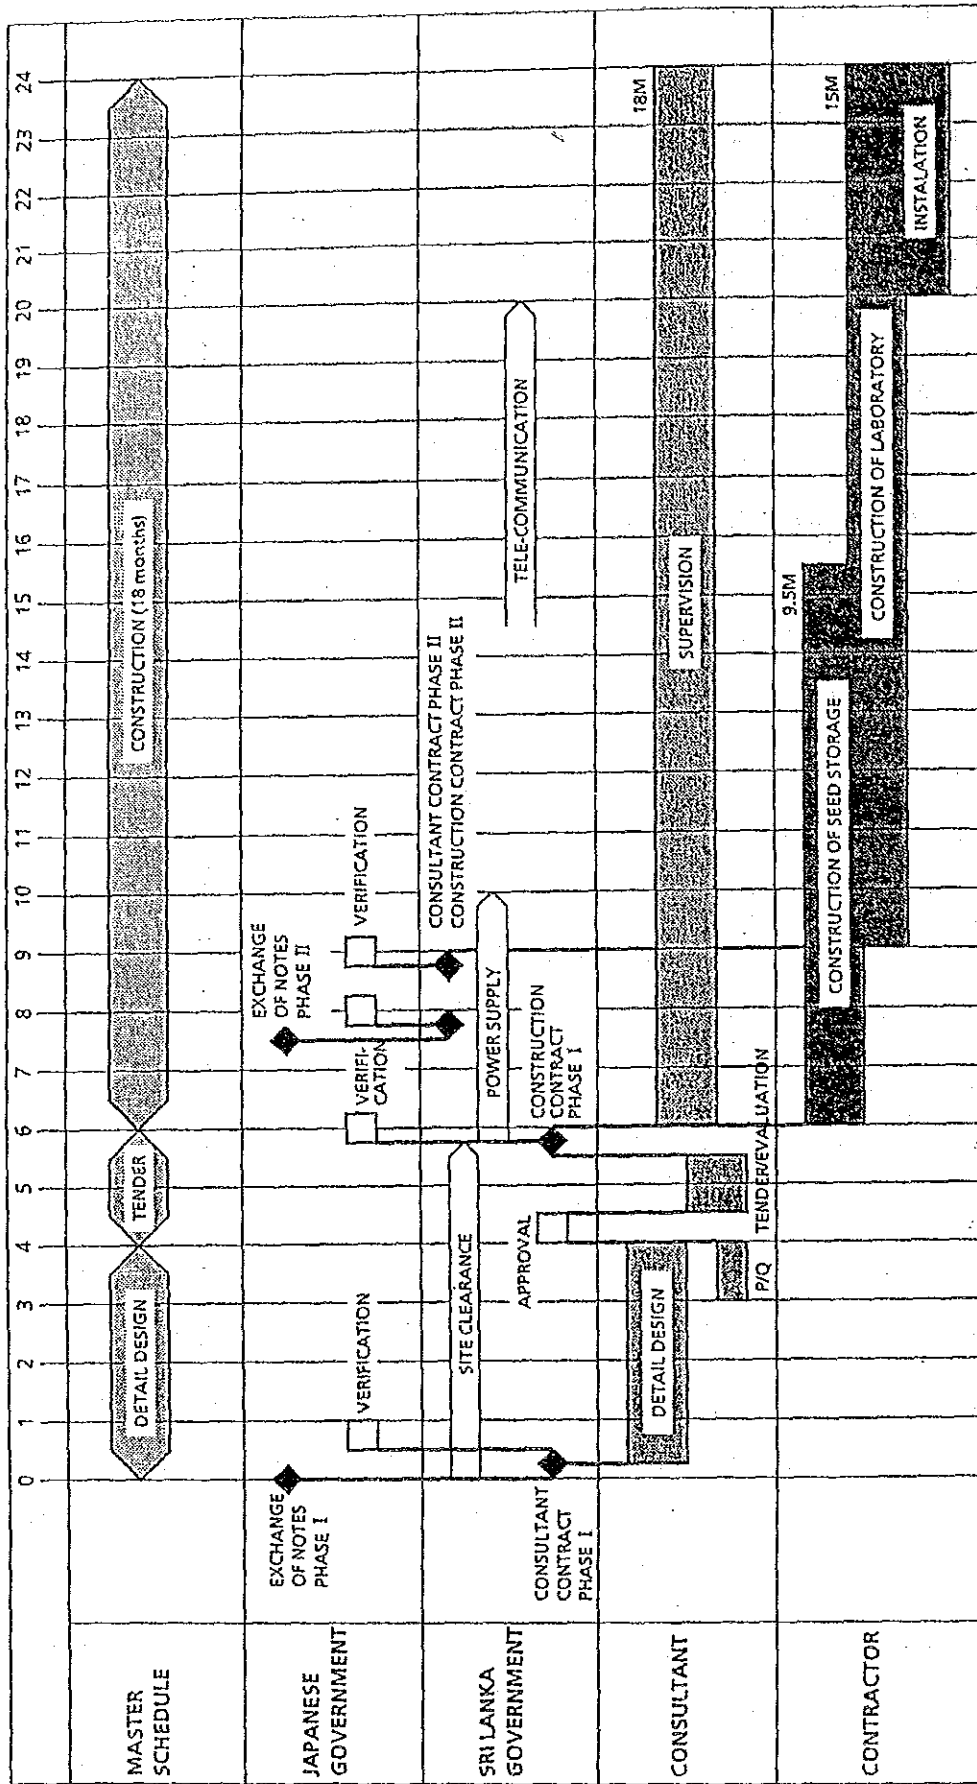 0 1 2 3 4 5 6 7 8 9 10 11 12 13 14 15 16 17 18 19 20 21 22 23 24
MASTER
SCHEDULE
DETAIL DESIGN
TENDER
CONSTRUCTION (18 months)
JAPANESE
GOVERNMENT
EXCHANGE
OF NOTES
PHASE I
VERIFICATION
VERIFI-
CATION
EXCHANGE
OF NOTES
PHASE II
VERIFICATION
SRI LANKA
GOVERNMENT
CONSULTANT
CONTRACT
PHASE I
SITE CLEARANCE
APPROVAL
POWER SUPPLY
CONSTRUCTION
CONTRACT
PHASE I
CONSULTANT CONTRACT PHASE II
CONSTRUCTION CONTRACT PHASE II
TELE-COMMUNICATION
CONSULTANT
DETAIL DESIGN
P/Q
TENDER/EVALUATION
SUPERVISION
18M
CONTRACTOR
CONSTRUCTION OF SEED STORAGE
9.5M
CONSTRUCTION OF LABORATORY
15M
INSTALATION